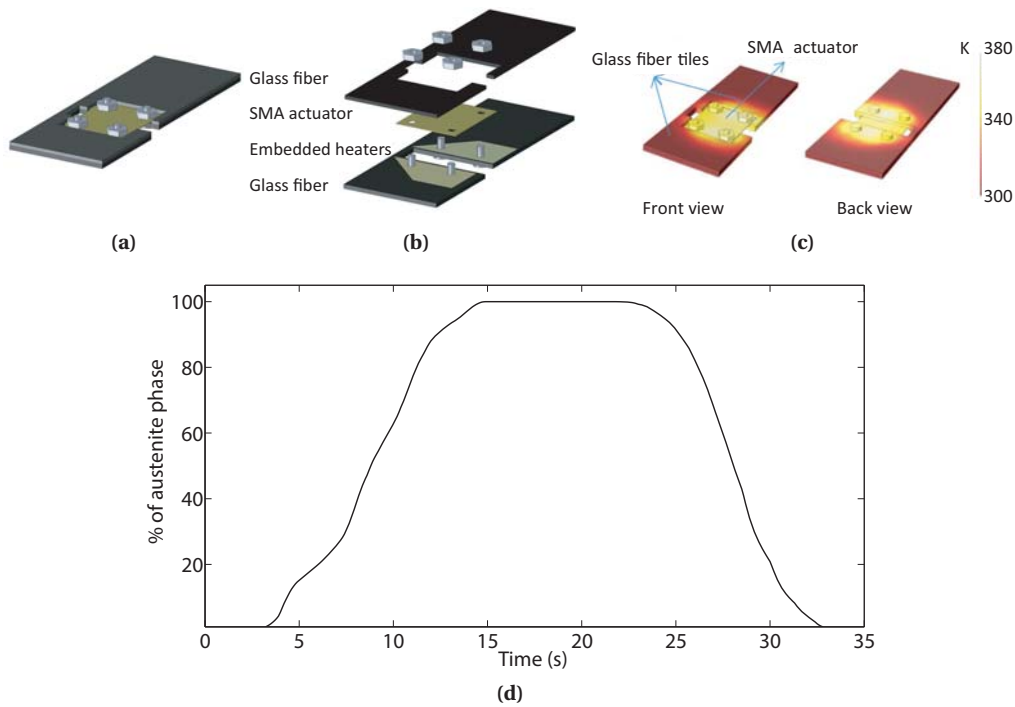 Glass fiber
SMA actuator
Embedded heaters
Glass fiber
Glass fiber tiles
SMA actuator
K
380
340
300
Front view
Back view
(a)
(b)
(c)
% of austenite phase
100
80
60
40
20
0
5
10
15
20
25
30
35
Time (s)
(d)